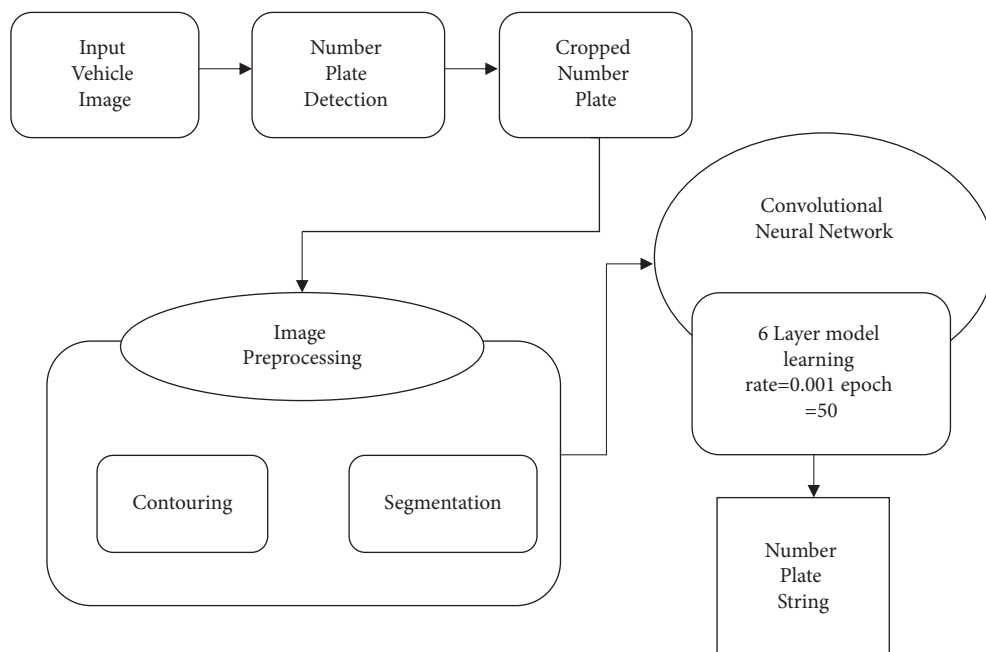 Input
Vehicle
Image
Number
Plate
Detection
Cropped
Number
Plate
Convolutional
Neural Network
Image
Preprocessing
6 Layer model
learning
rate=0.001 epoch
=50
Contouring
Segmentation
Number
Plate
String